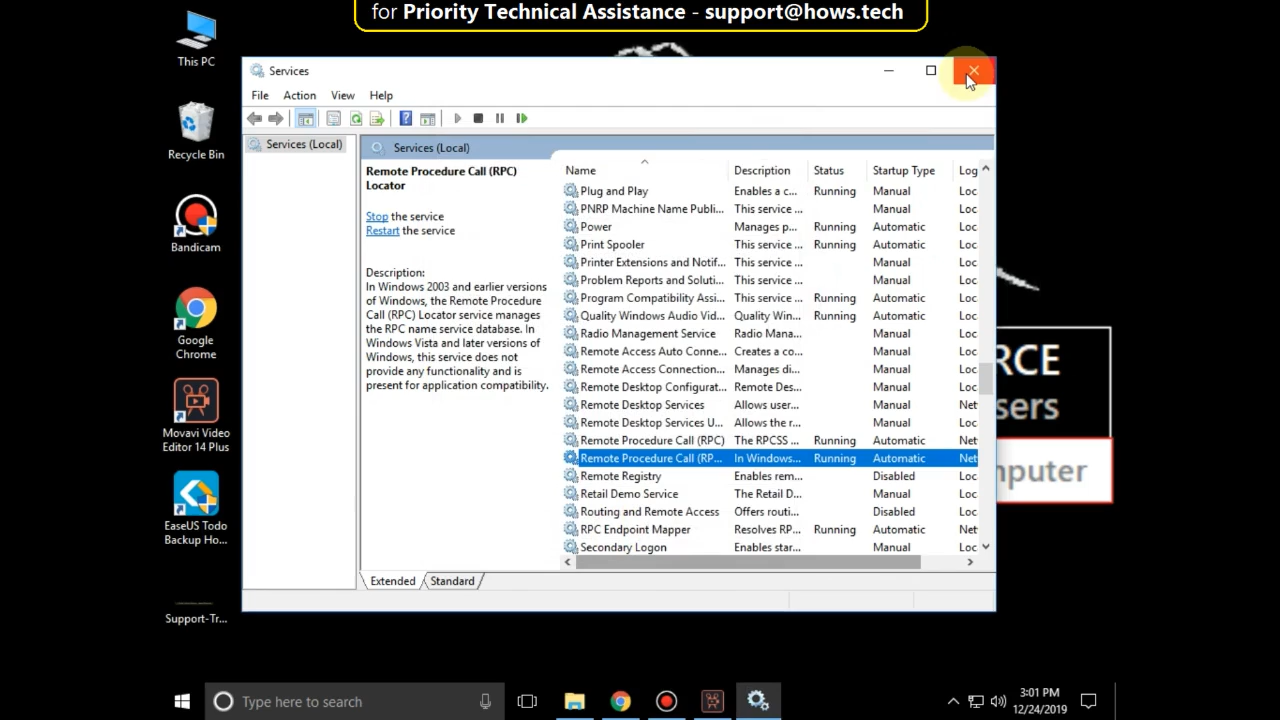 for Priority Technical Assistance - support@hows.tech
This PC
Recycle Bin
Bandicam
Google
Chrome
Movavi Video
Editor 14 Plus
EaseUS Todo
Backup Ho...
Support-Tr...
Services
File Action View Help
Services (Local)
Services (Local)
Remote Procedure Call (RPC)
Locator
Stop the service
Restart the service
Description:
In Windows 2003 and earlier versions
of Windows, the Remote Procedure
Call (RPC) Locator service manages
the RPC name service database. In
Windows Vista and later versions of
Windows, this service does not
provide any functionality and is
present for application compatibility.
Name Description Status Startup Type Log
Plug and Play Enables a c... Running Manual Loc
PNRP Machine Name Publi... This service ... Manual Loc
Power Manages p... Running Automatic Loc
Print Spooler This service ... Running Automatic Loc
Printer Extensions and Notif... This service ... Manual Loc
Problem Reports and Soluti... This service ... Manual Loc
Program Compatibility Assi... This service ... Running Automatic Loc
Quality Windows Audio Vid... Quality Win... Running Automatic Loc
Radio Management Service Radio Mana... Manual Loc
Remote Access Auto Conne... Creates a co... Manual Loc
Remote Access Connection... Manages di... Manual Loc
Remote Desktop Configurat... Remote Des... Manual Loc
Remote Desktop Services Allows user... Manual Net
Remote Desktop Services U... Allows the r... Manual Loc
Remote Procedure Call (RPC) The RPCSS ... Running Automatic Net
Remote Procedure Call (RP... In Windows... Running Automatic Net
Remote Registry Enables rem... Disabled Loc
Retail Demo Service The Retail D... Manual Loc
Routing and Remote Access Offers routi... Disabled Loc
RPC Endpoint Mapper Resolves RP... Running Automatic Net
Secondary Logon Enables star... Manual Loc
Extended Standard
RCE
sers
nputer
Type here to search
3:01 PM
12/24/2019